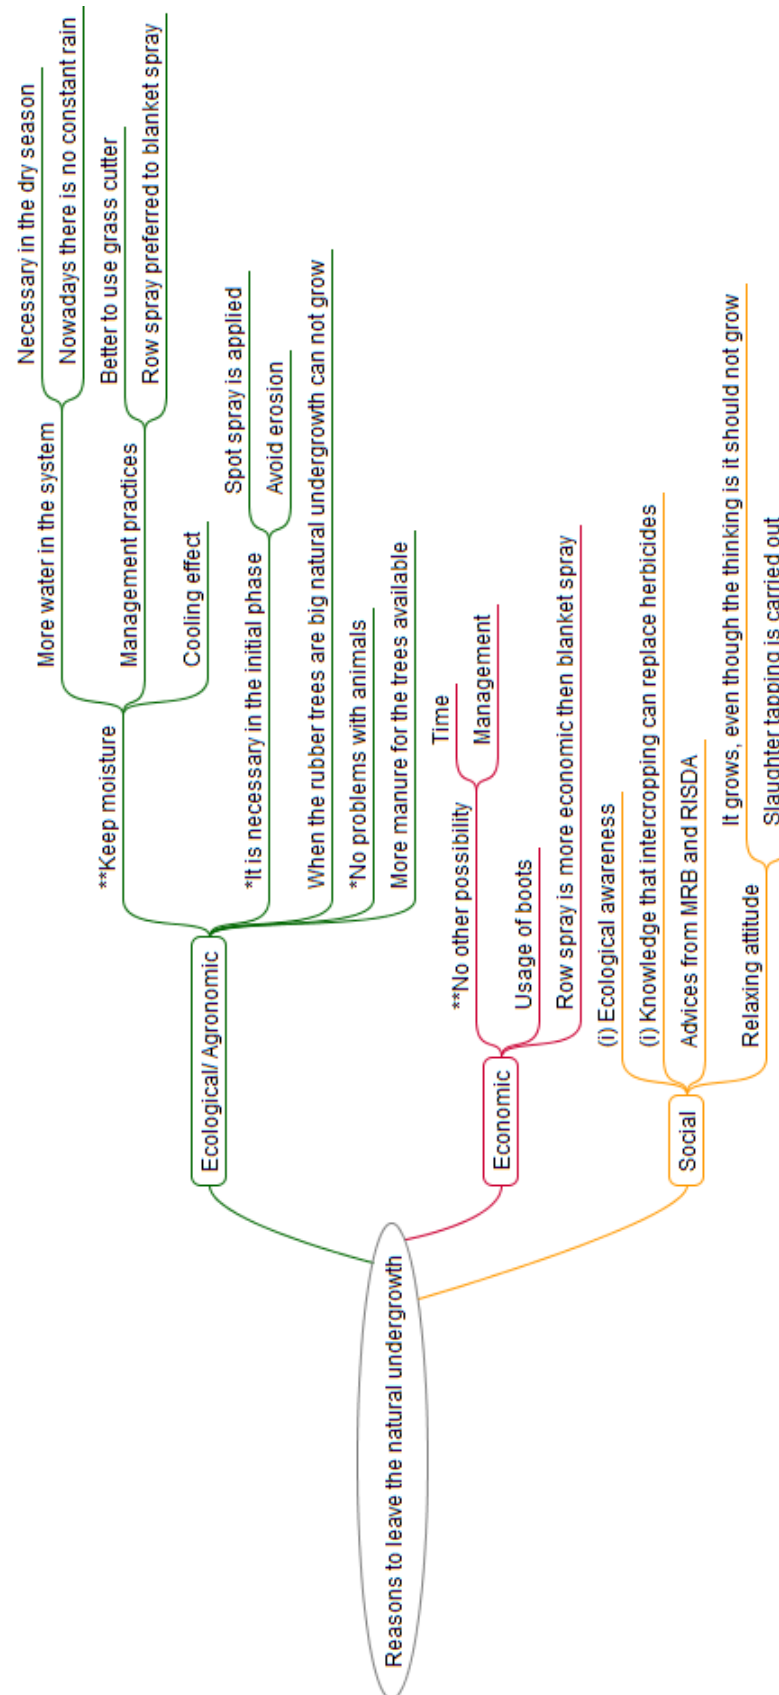 Reasons to leave the natural undergrowth
Ecological/ Agronomic
**Keep moisture
More water in the system
Necessary in the dry season
Nowadays there is no constant rain
Management practices
Better to use grass cutter
Row spray preferred to blanket spray
Cooling effect
*It is necessary in the initial phase
Spot spray is applied
Avoid erosion
When the rubber trees are big natural undergrowth can not grow
*No problems with animals
More manure for the trees available
Economic
**No other possibility
Time
Management
Usage of boots
Row spray is more economic then blanket spray
Social
(i) Ecological awareness
(i) Knowledge that intercropping can replace herbicides
Advices from MRB and RISDA
Relaxing attitude
It grows, even though the thinking is it should not grow
Slaughter tapping is carried out